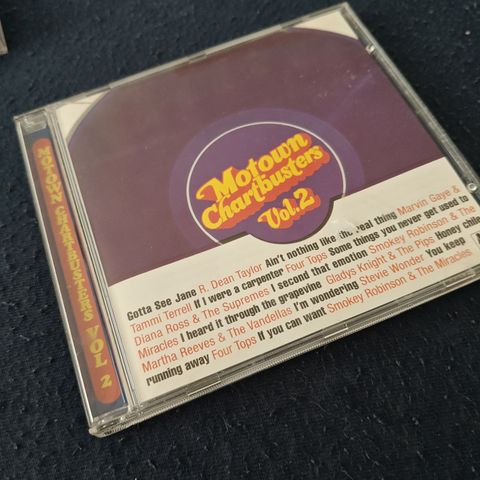 MOTOWN CHARTBUSTERS VOL 2
Motown
Chartbusters
Vol.2
Gotta See Jane R. Dean Taylor Ain't nothing like the real thing Marvin Gaye &
Tammi Terrell If I were a carpenter Four Tops Some things you never get used to
Diana Ross & The Supremes I second that emotion Smokey Robinson & The
Miracles I heard it through the grapevine Gladys Knight & The Pips Honey chile
Martha Reeves & The Vandellas I'm wondering Stevie Wonder You keep
running away Four Tops If you can want Smokey Robinson & The Miracles